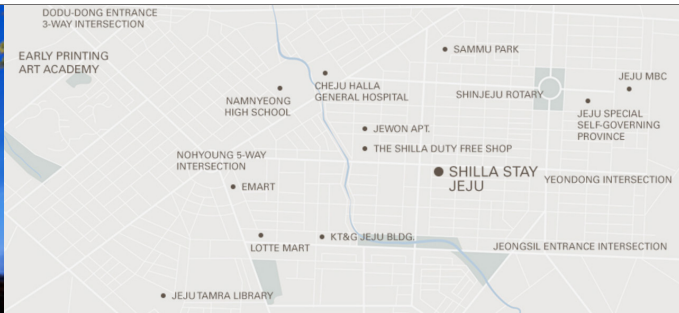 DODU-DONG ENTRANCE
3-WAY INTERSECTION
EARLY PRINTING
ART ACADEMY
SAMMU PARK
CHEJU HALLA
GENERAL HOSPITAL
NAMNYEONG
HIGH SCHOOL
SHINJEJU ROTARY
JEJU MBC
JEJU SPECIAL
SELF-GOVERNING
PROVINCE
JEWON APT.
THE SHILLA DUTY FREE SHOP
NOHYOUNG 5-WAY
INTERSECTION
SHILLA STAY
JEJU
YEONDONG INTERSECTION
EMART
LOTTE MART
KT&G JEJU BLDG.
JEONGSIL ENTRANCE INTERSECTION
JEJU TAMRA LIBRARY